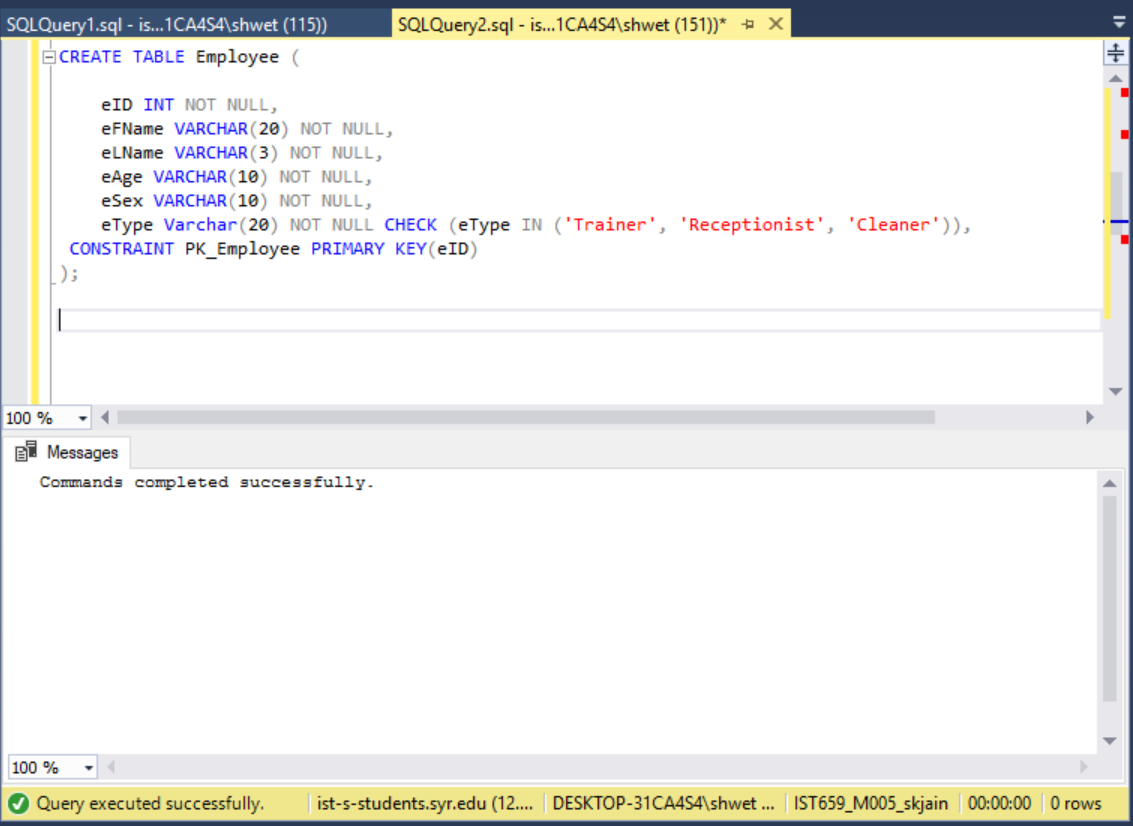 SQLQuery1.sql - is...1CA4S4\shwet (115)) SQLQuery2.sql - is...1CA4S4\shwet (151))*
CREATE TABLE Employee (
eID INT NOT NULL,
eFName VARCHAR(20) NOT NULL,
eLName VARCHAR(3) NOT NULL,
eAge VARCHAR(10) NOT NULL,
eSex VARCHAR(10) NOT NULL,
eType Varchar(20) NOT NULL CHECK (eType IN ('Trainer', 'Receptionist', 'Cleaner')),
CONSTRAINT PK_Employee PRIMARY KEY(eID)
);
100 %
Messages
Commands completed successfully.
100 %
Query executed successfully. ist-s-students.syr.edu (12.... DESKTOP-31CA4S4\shwet ... IST659_M005_skjain 00:00:00 0 rows